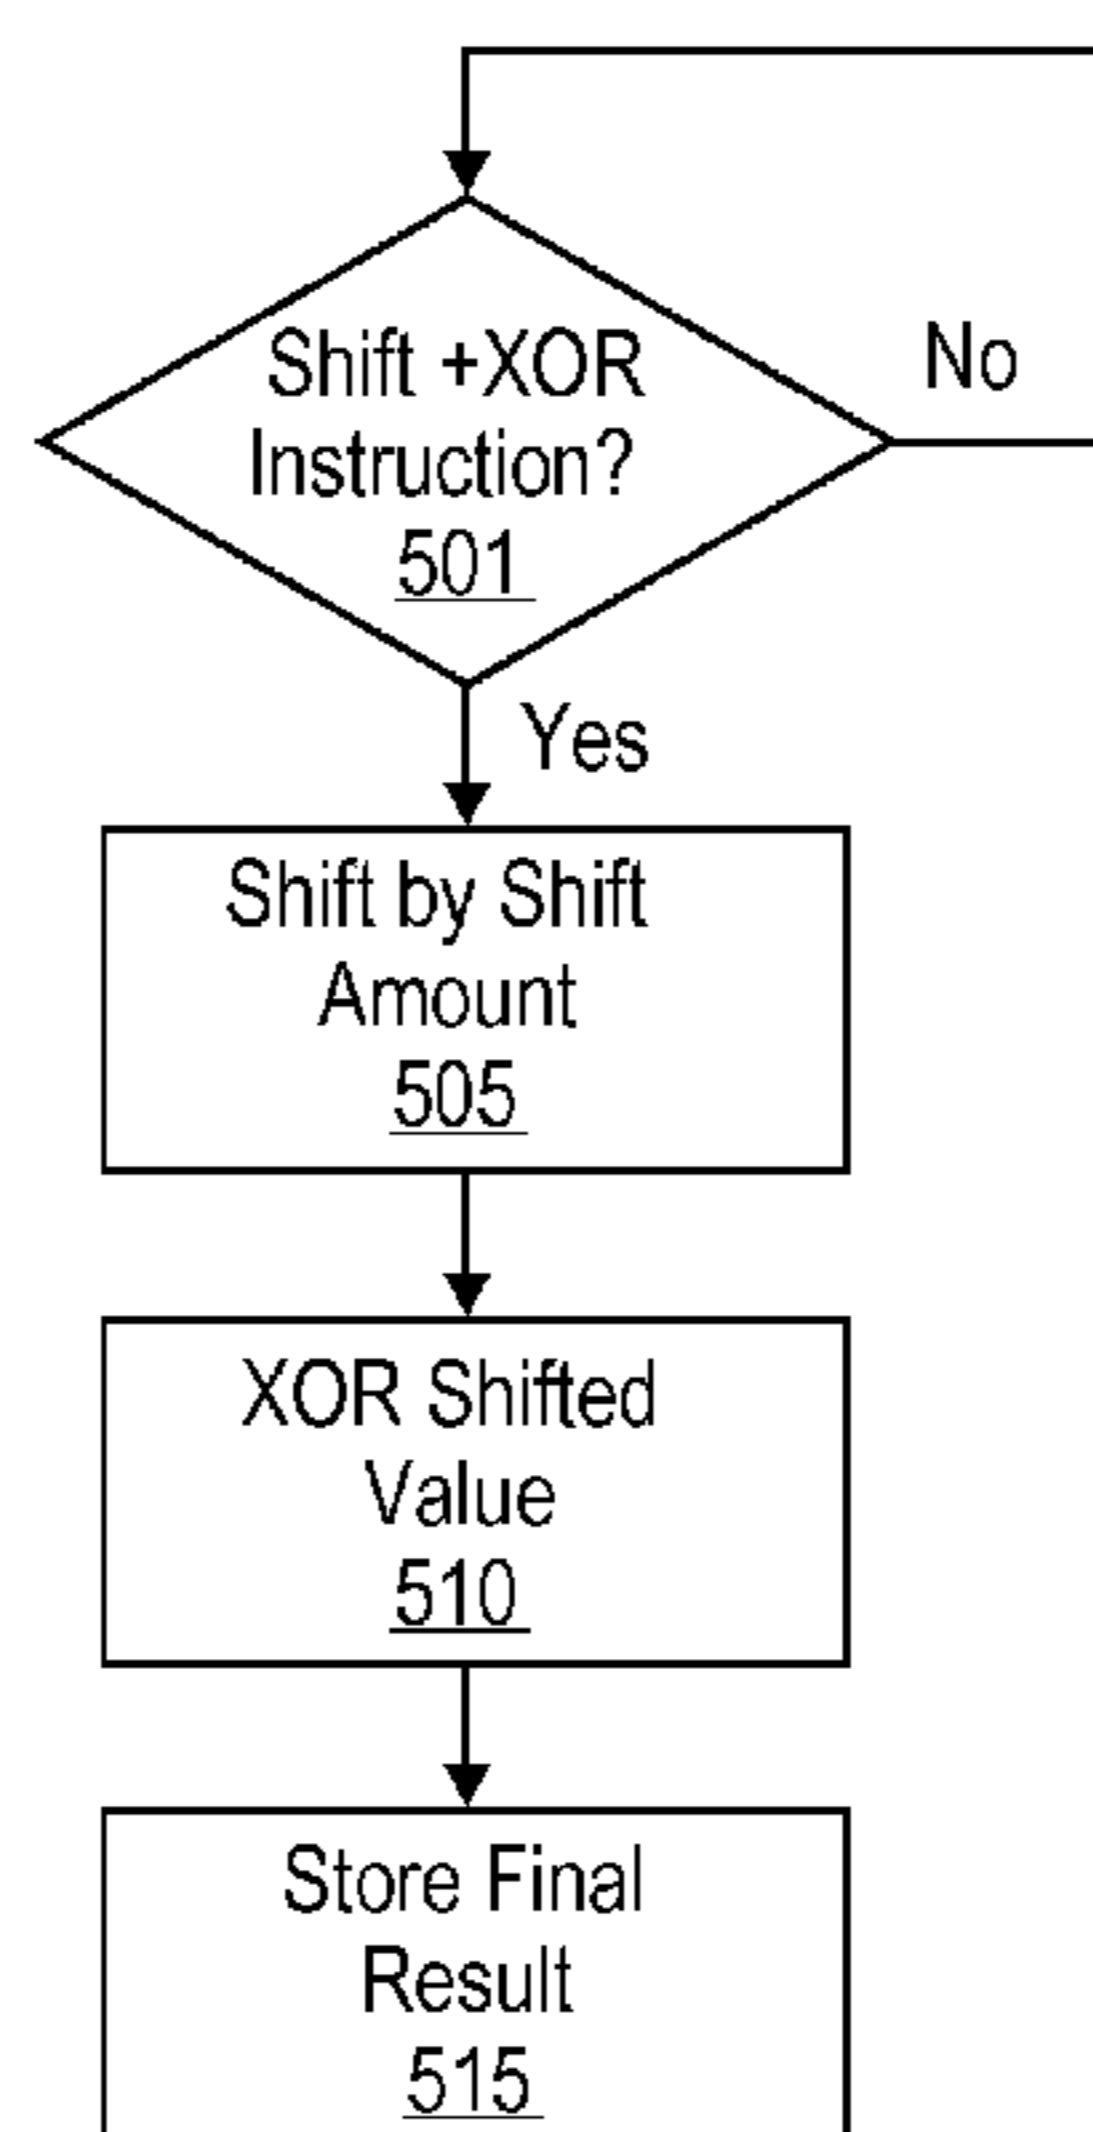 Shift +XOR
No
Instruction?
501
Yes
Shift by Shift
Amount
505
XOR Shifted
Value
510
Store Final
Result
515